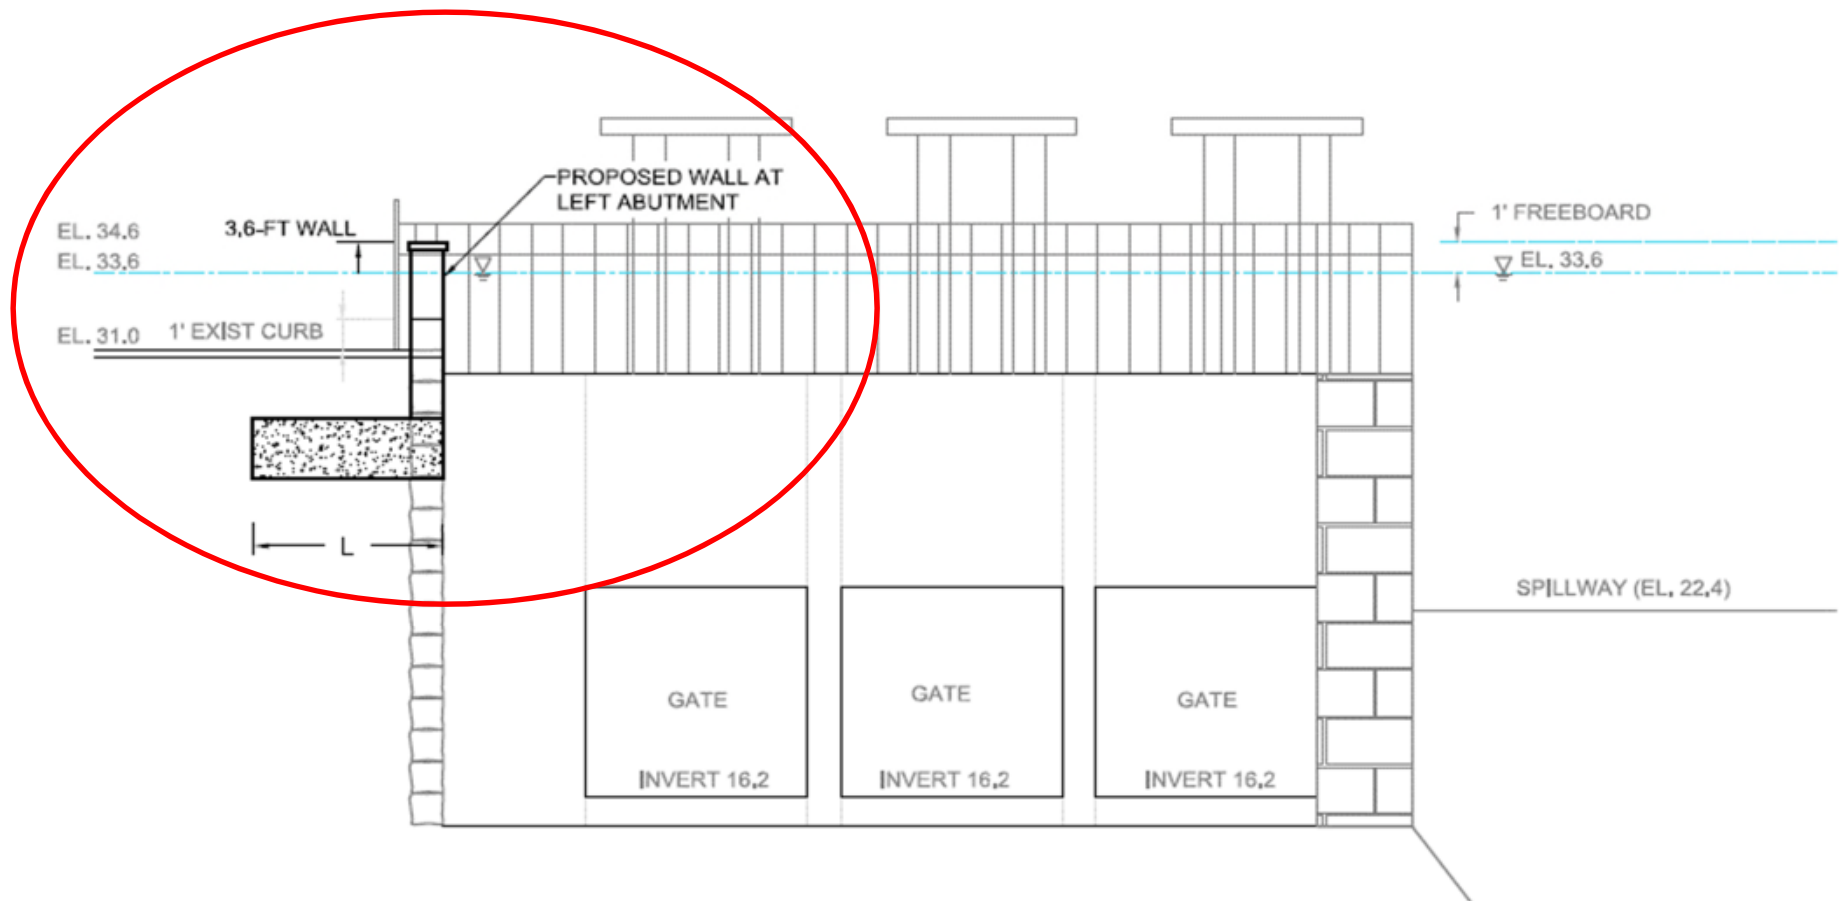 PROPOSED WALL AT
LEFT ABUTMENT
EL. 34.6
3.6-FT WALL
1' FREEBOARD
EL. 33.6
EL. 33.6
EL. 31.0
1' EXIST CURB
L
SPILLWAY (EL. 22.4)
GATE
GATE
GATE
INVERT 16.2
INVERT 16.2
INVERT 16.2